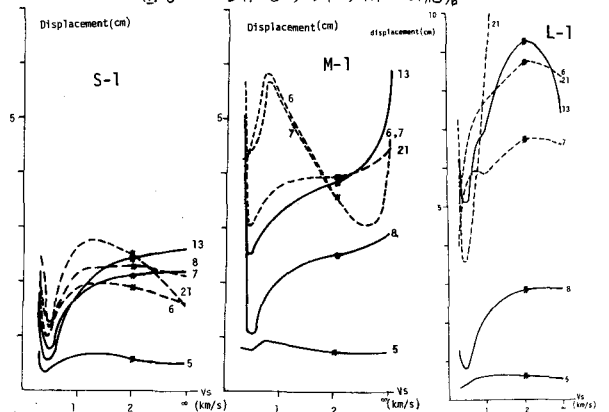 Displacement(cm)
S-1
5
13
8
7
21
6
5
1
2
∞
Vs
(km/s)
Displacement(cm)
M-1
5
6
7
13
6,7
21
8
5
1
2
∞
Vs
(km/s)
displacement(cm)
L-1
10
5
21
6
21
13
7
8
5
1
2
∞
Vs
(km/s)